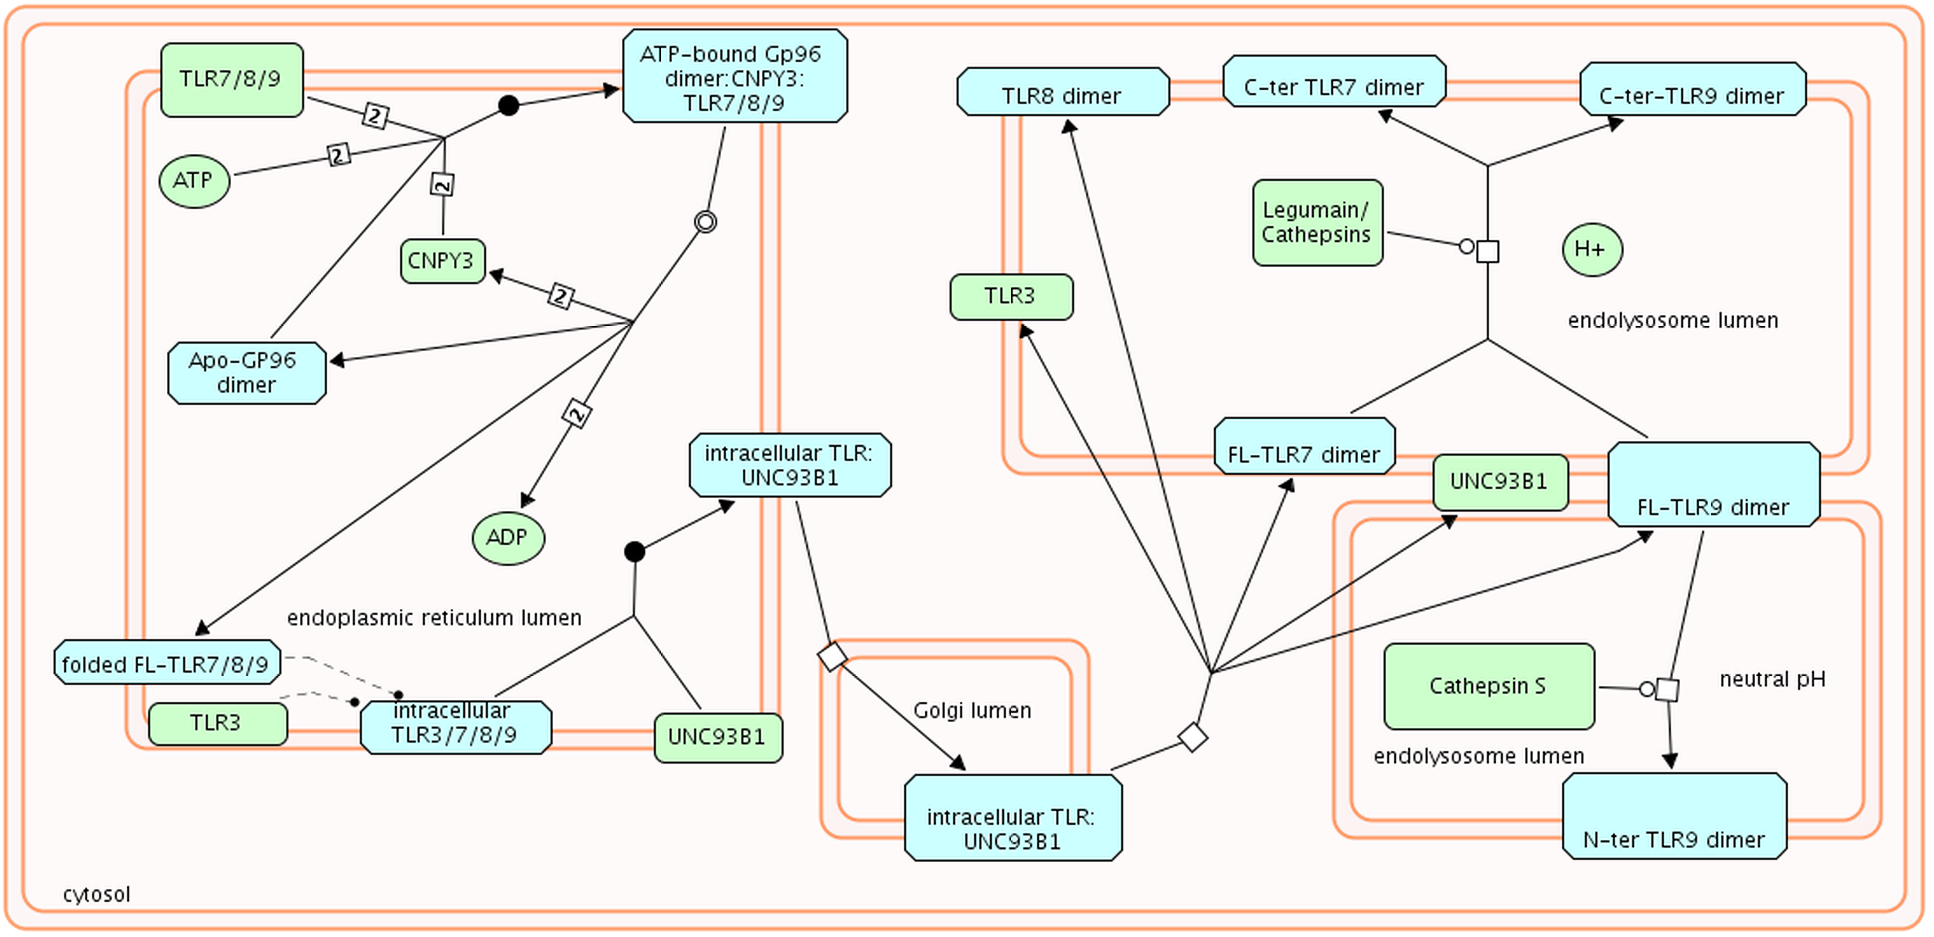 TLR7/8/9
ATP-bound Gp96
dimer:CNPY3:
TLR7/8/9
2
2
ATP
2
CNPY3
2
Apo-GP96
dimer
2
ADP
intracellular TLR:
UNC93B1
endoplasmic reticulum lumen
folded FL-TLR7/8/9
TLR3
intracellular
TLR3/7/8/9
UNC93B1
Golgi lumen
intracellular TLR:
UNC93B1
TLR8 dimer
C-ter TLR7 dimer
C-ter-TLR9 dimer
Legumain/
Cathepsins
H+
TLR3
endolysosome lumen
FL-TLR7 dimer
UNC93B1
FL-TLR9 dimer
Cathepsin S
neutral pH
endolysosome lumen
N-ter TLR9 dimer
cytosol